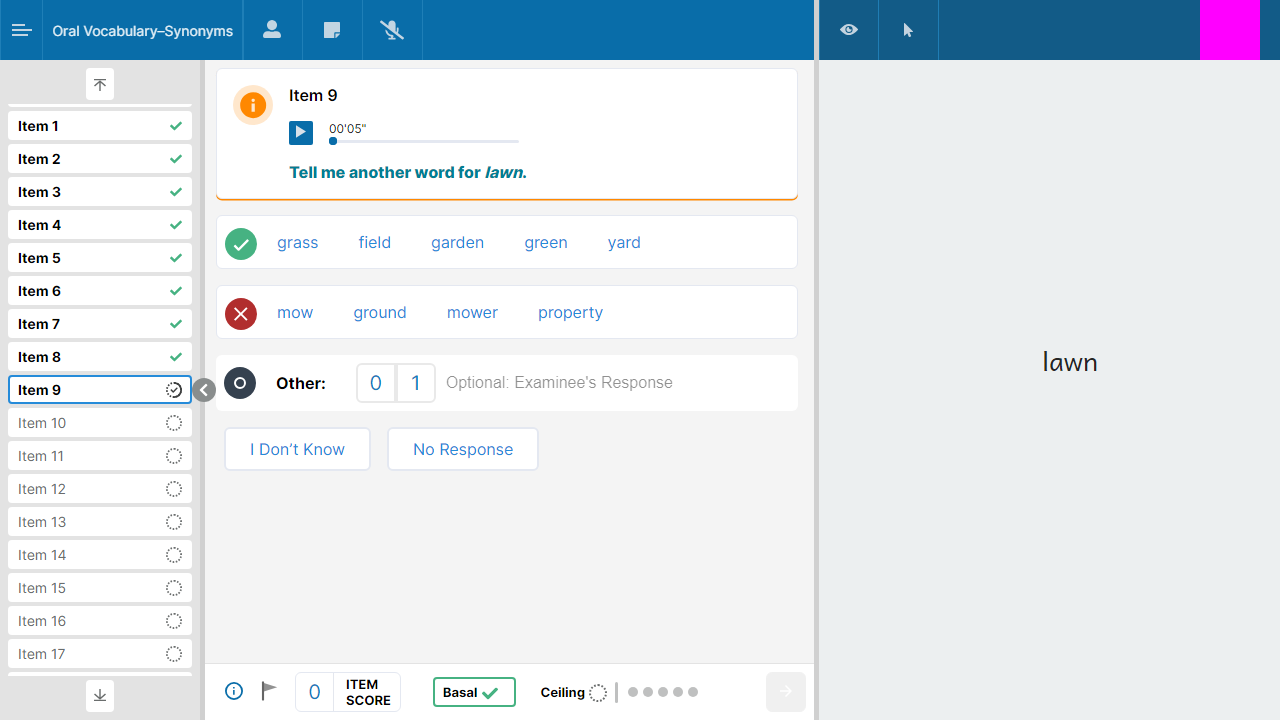 Oral Vocabulary–Synonyms
Item 1
Item 2
Item 3
Item 4
Item 5
Item 6
Item 7
Item 8
Item 9
Item 10
Item 11
Item 12
Item 13
Item 14
Item 15
Item 16
Item 17
Item 9
00'05"
Tell me another word for lawn.
grass field garden green yard
mow ground mower property
Other: 0 1 Optional: Examinee's Response
I Don’t Know No Response
0 ITEM SCORE Basal Ceiling
lawn